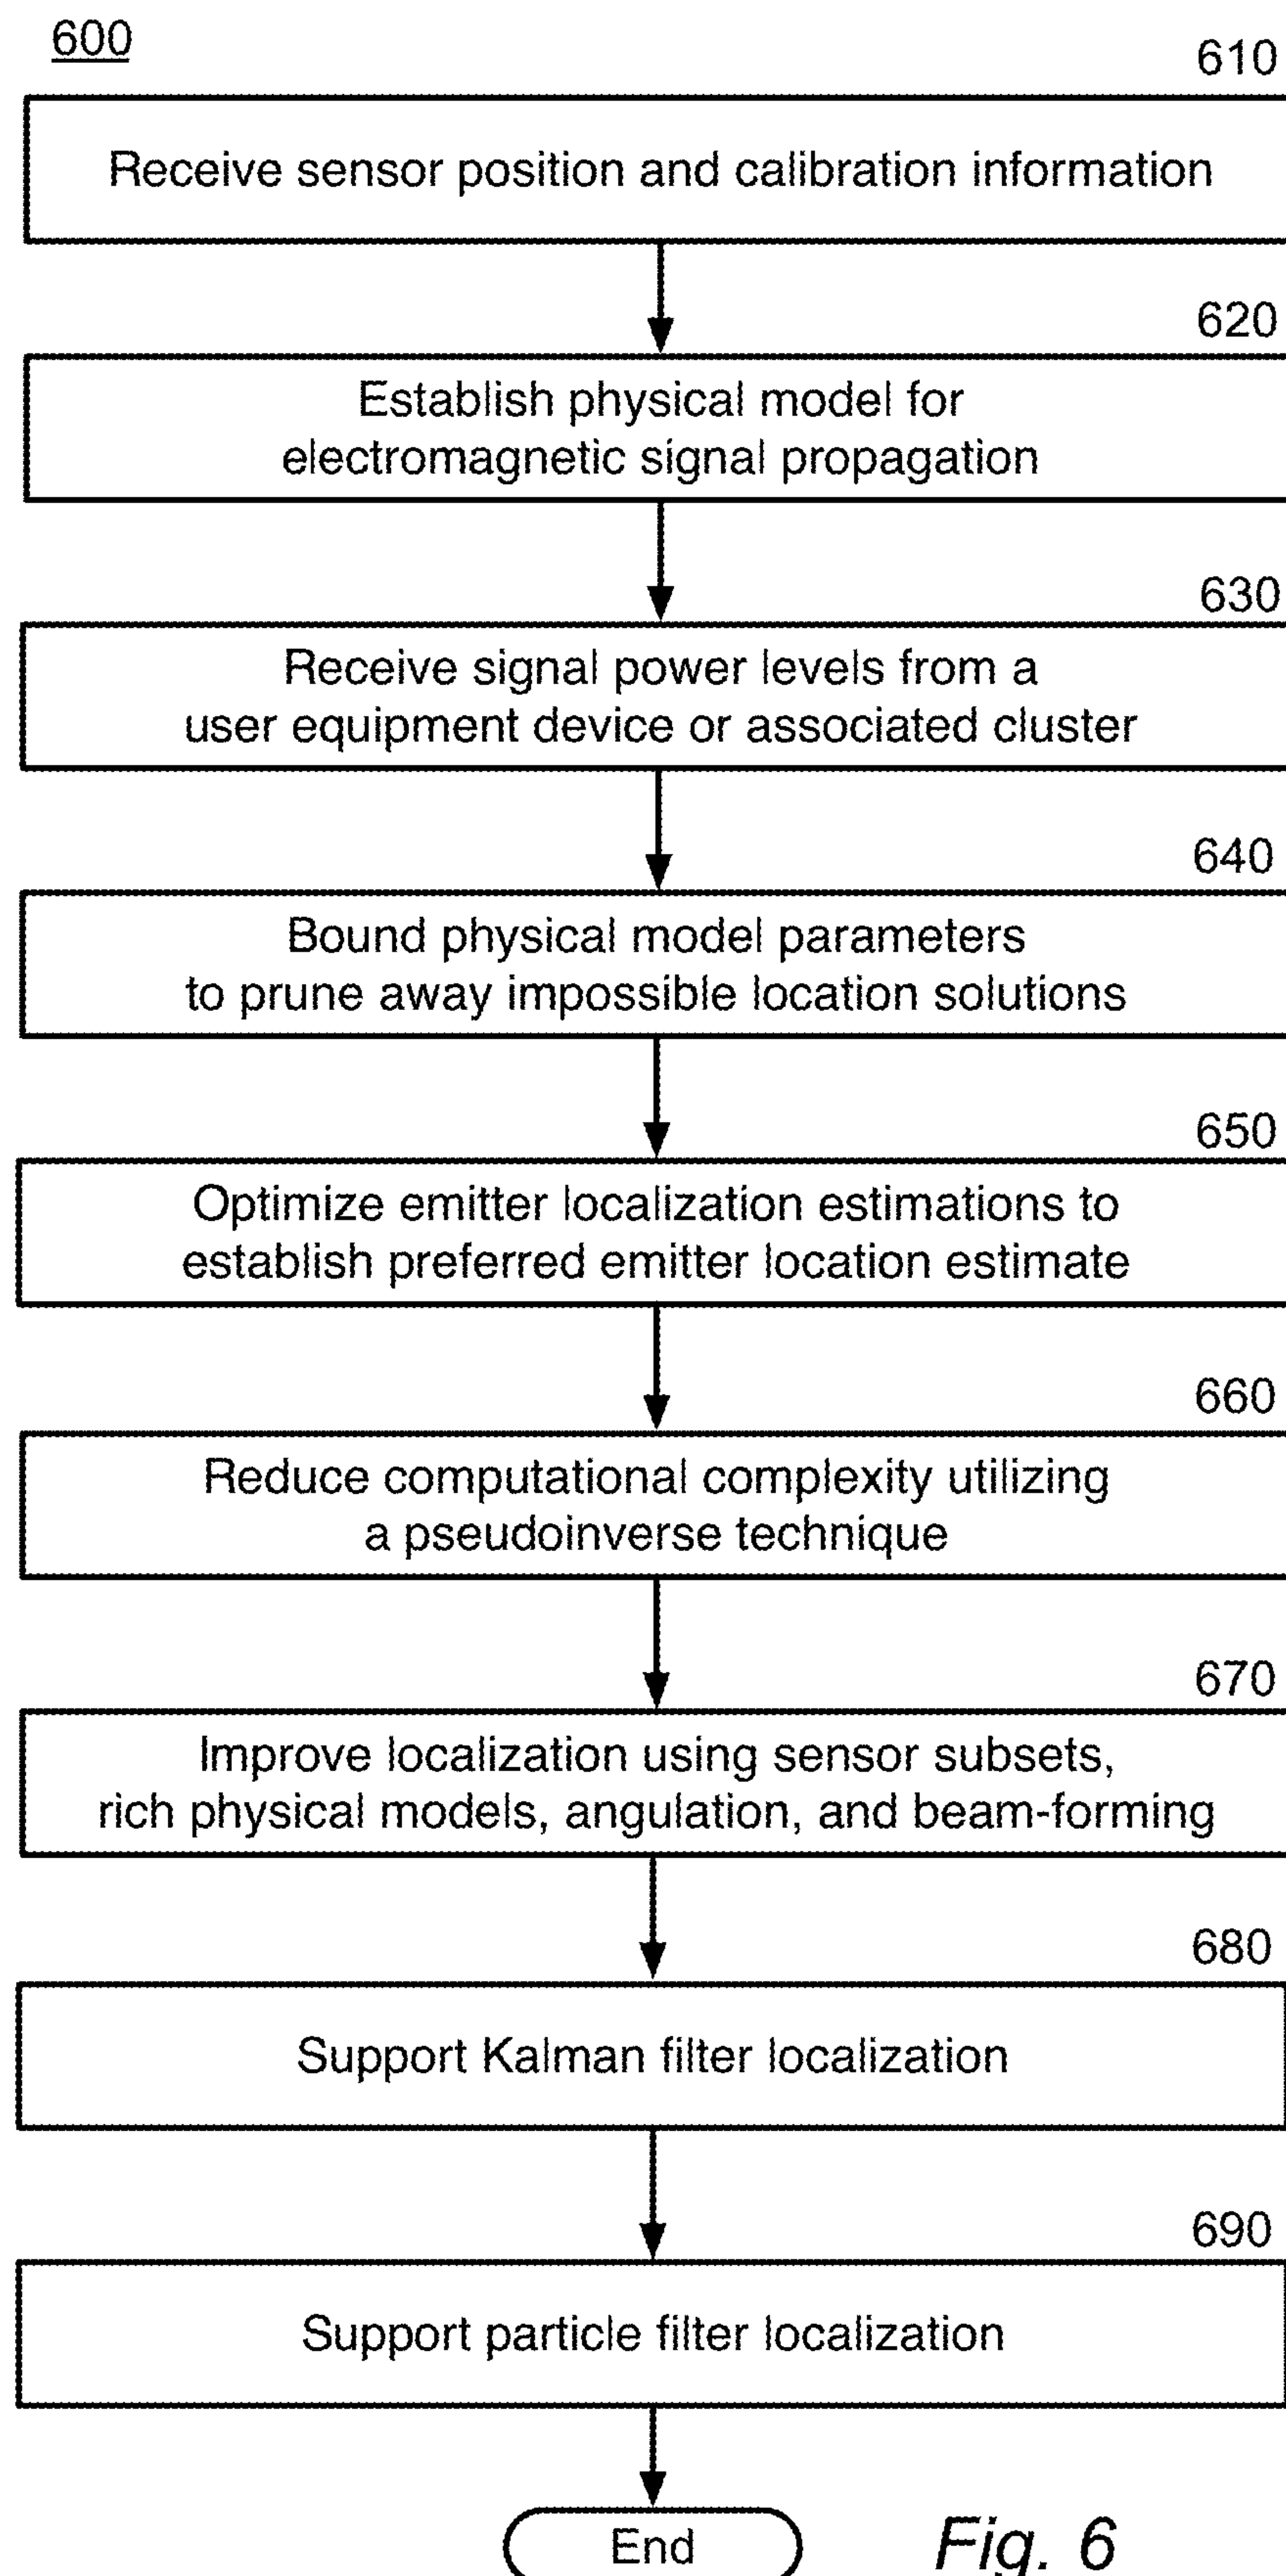 600
610
Receive sensor position and calibration information
620
Establish physical model for
electromagnetic signal propagation
630
Receive signal power levels from a
user equipment device or associated cluster
640
Bound physical model parameters
to prune away impossible location solutions
650
Optimize emitter localization estimations to
establish preferred emitter location estimate
660
Reduce computational complexity utilizing
a pseudoinverse technique
670
Improve localization using sensor subsets,
rich physical models, angulation, and beam-forming
680
Support Kalman filter localization
690
Support particle filter localization
End
Fig. 6